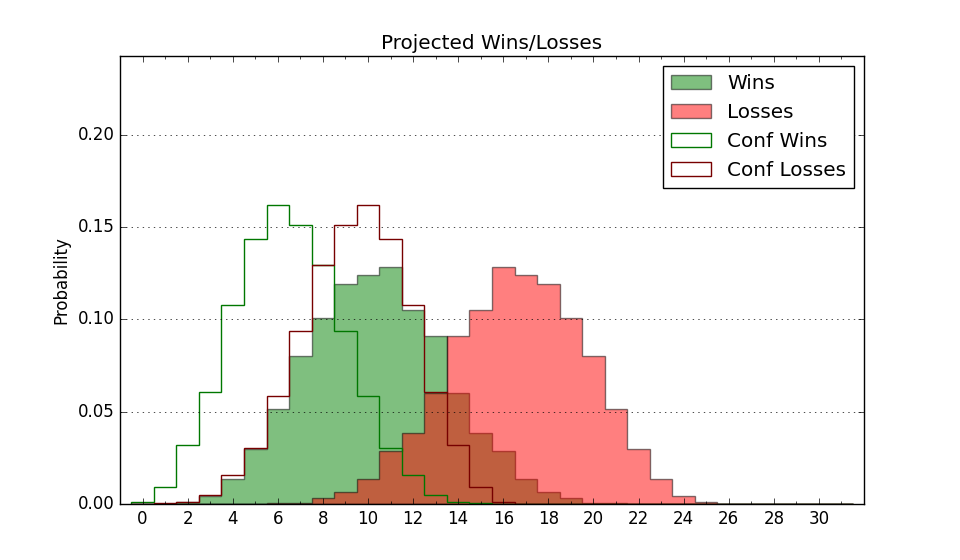 Projected Wins/Losses
Wins
Losses
Conf Wins
Conf Losses
Probability
0.20
0.15
0.10
0.05
0.00
0 2 4 6 8 10 12 14 16 18 20 22 24 26 28 30